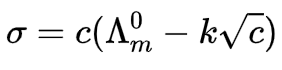 σ = c(Λ⁰ₘ − k√c)